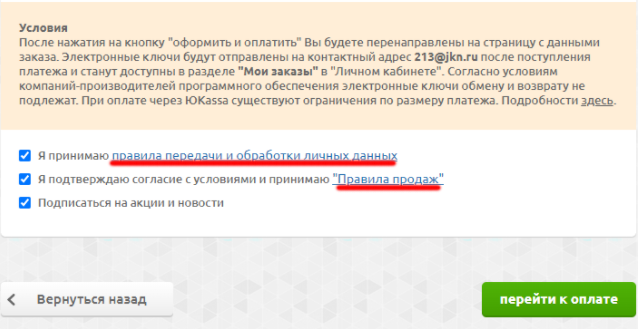 Условия
После нажатия на кнопку "оформить и оплатить" Вы будете перенаправлены на страницу с данными
заказа. Электронные ключи будут отправлены на контактный адрес 213@jkn.ru после поступления
платежа и станут доступны в разделе "Мои заказы" в "Личном кабинете". Согласно условиям
компаний-производителей программного обеспечения электронные ключи обмену и возврату не
подлежат. При оплате через ЮKassa существуют ограничения по размеру платежа. Подробности здесь.
Я принимаю правила передачи и обработки личных данных
Я подтверждаю согласие с условиями и принимаю "Правила продаж"
Подписаться на акции и новости
Вернуться назад
перейти к оплате